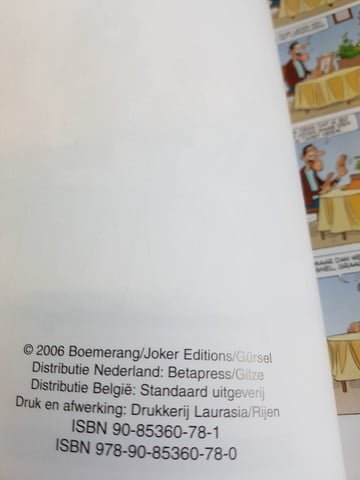 © 2006 Boemerang/Joker Editions/Gürsel
Distributie Nederland: Betapress/Gilze
Distributie België: Standaard uitgeverij
Druk en afwerking: Drukkerij Laurasia/Rijen
ISBN 90-85360-78-1
ISBN 978-90-85360-78-0